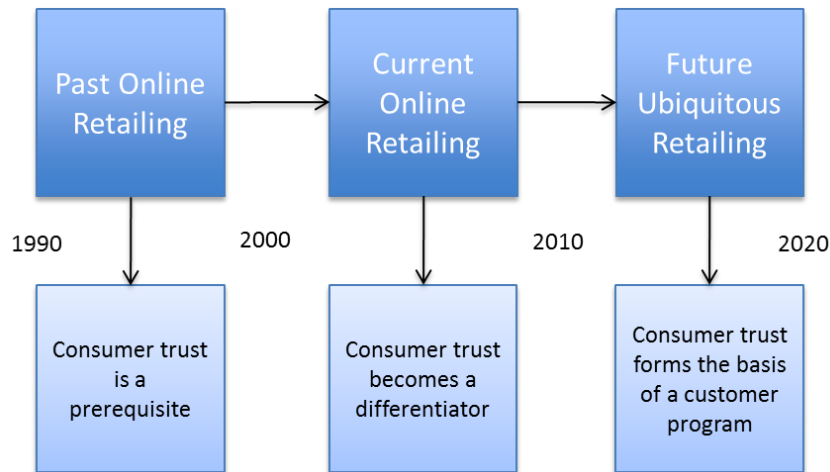 Past Online
Retailing
Current
Online
Retailing
Future
Ubiquitous
Retailing
1990
2000
2010
2020
Consumer trust
is a
prerequisite
Consumer trust
becomes a
differentiator
Consumer trust
forms the basis
of a customer
program